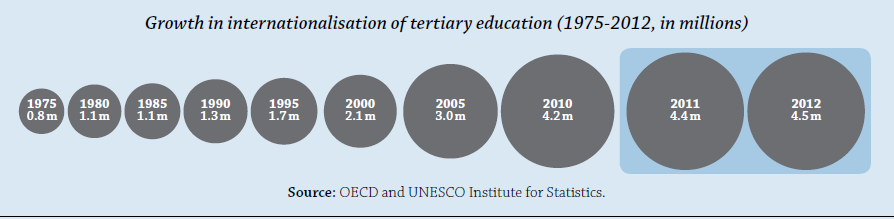 Growth in internationalisation of tertiary education (1975-2012, in millions)
1975
0.8 m
1980
1.1 m
1985
1.1 m
1990
1.3 m
1995
1.7 m
2000
2.1 m
2005
3.0 m
2010
4.2 m
2011
4.4 m
2012
4.5 m
Source: OECD and UNESCO Institute for Statistics.